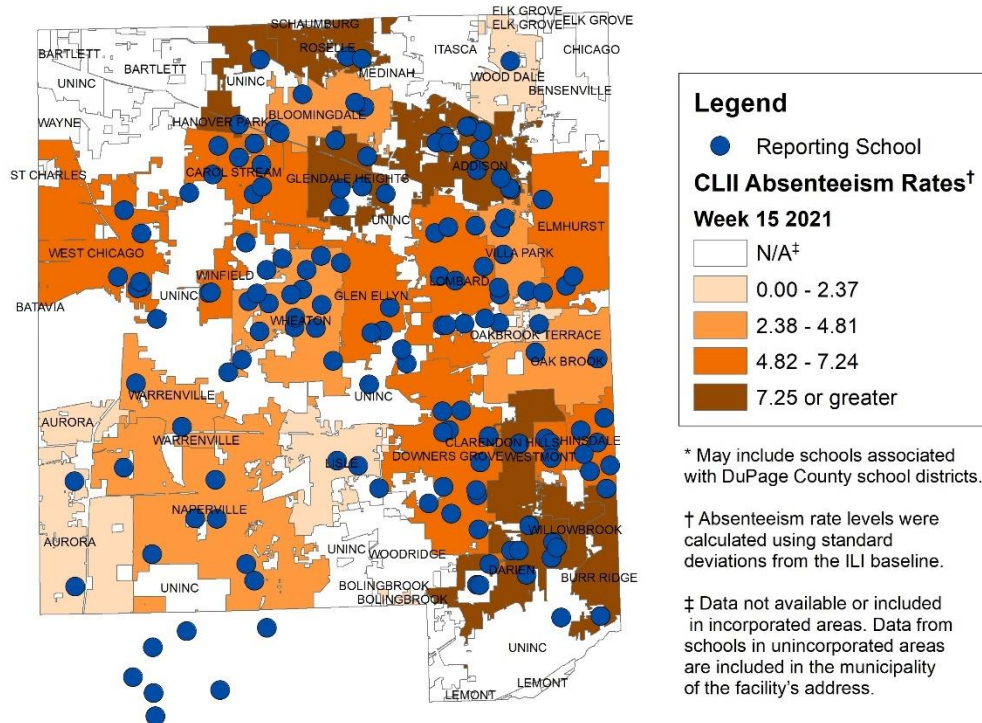 ELK GROVE
ELK GROVE
ELK GROVE
SCHAUMBURG
ROSELLE
BARTLETT
ITASCA
CHICAGO
MEDINAH
BARTLETT
UNINC
UNINC
WOOD DALE
BENSENVILLE
WAYNE
HANOVER PARK
BLOOMINGDALE
ADDISON
ST CHARLES
CAROL STREAM
GLENDALE HEIGHTS
UNINC
ELMHURST
WEST CHICAGO
VILLA PARK
WINFIELD
LOMBARD
UNINC
GLEN ELLYN
BATAVIA
WHEATON
OAKBROOK TERRACE
OAK BROOK
WARRENVILLE
UNINC
AURORA
WARRENVILLE
CLARENDON HILLS
HINSDALE
DOWNERS GROVE
WESTMONT
LISLE
NAPERVILLE
WILLOWBROOK
AURORA
UNINC
WOODRIDGE
DARIEN
UNINC
BOLINGBROOK
BURR RIDGE
BOLINGBROOK
UNINC
LEMONT
LEMONT
Legend
Reporting School
CLII Absenteeism Rates†
Week 15 2021
N/A‡
0.00 - 2.37
2.38 - 4.81
4.82 - 7.24
7.25 or greater
* May include schools associated
with DuPage County school districts.
† Absenteeism rate levels were
calculated using standard
deviations from the ILI baseline.
‡ Data not available or included
in incorporated areas. Data from
schools in unincorporated areas
are included in the municipality
of the facility's address.